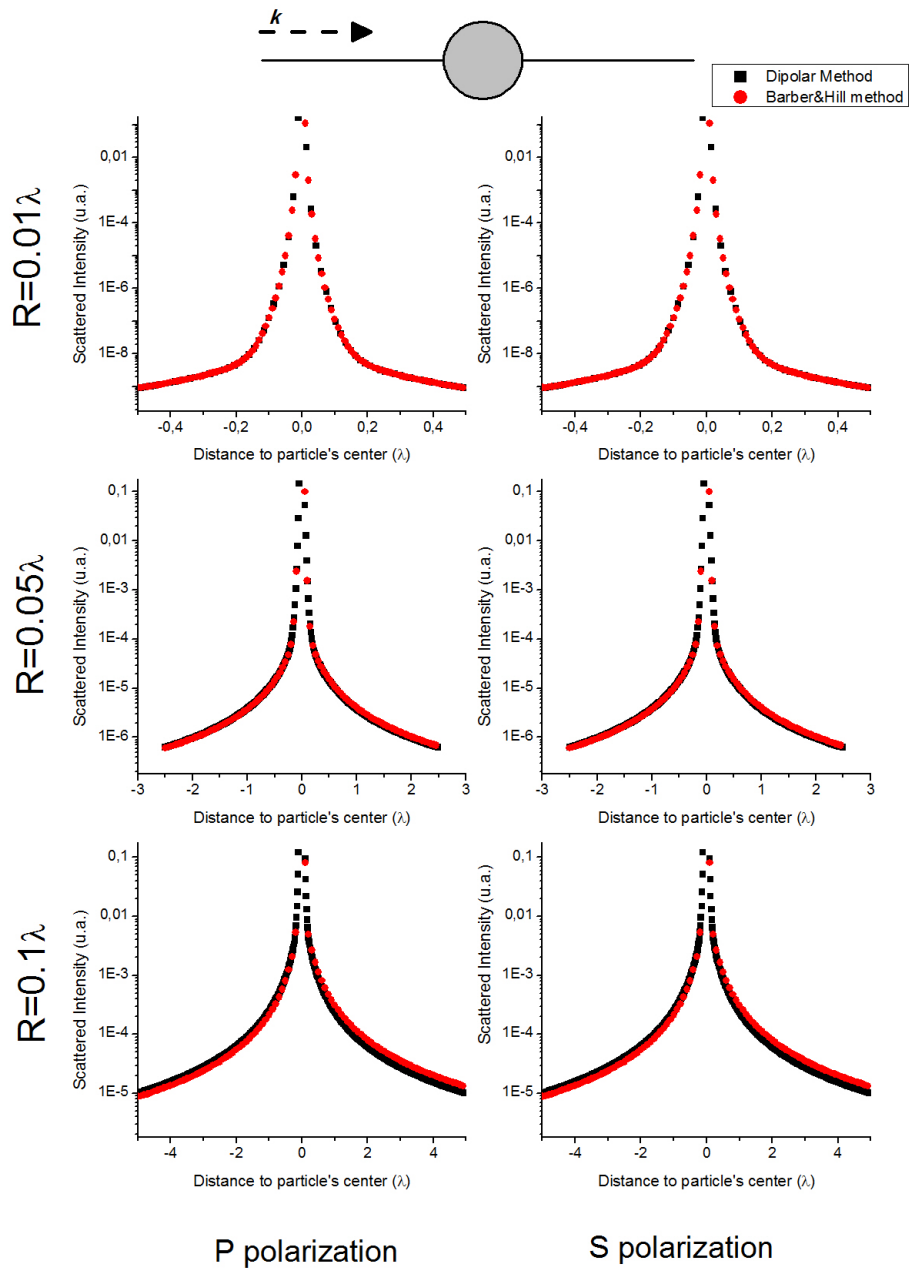 k
Dipolar Method
Barber&Hill method
R=0.01λ
Scattered Intensity (u.a.)
0,01
1E-4
1E-6
1E-8
-0,4 -0,2 0,0 0,2 0,4
Distance to particle's center (λ)
Scattered Intensity (u.a.)
0,01
1E-4
1E-6
1E-8
-0,4 -0,2 0,0 0,2 0,4
Distance to particle's center (λ)
R=0.05λ
Scattered Intensity (u.a.)
0,1
0,01
1E-3
1E-4
1E-5
1E-6
-3 -2 -1 0 1 2 3
Distance to particle's center (λ)
Scattered Intensity (u.a.)
0,1
0,01
1E-3
1E-4
1E-5
1E-6
-3 -2 -1 0 1 2 3
Distance to particle's center (λ)
R=0.1λ
Scattered Intensity (u.a.)
0,1
0,01
1E-3
1E-4
1E-5
-4 -2 0 2 4
Distance to particle's center (λ)
Scattered Intensity (u.a.)
0,1
0,01
1E-3
1E-4
1E-5
-4 -2 0 2 4
Distance to particle's center (λ)
P polarization
S polarization